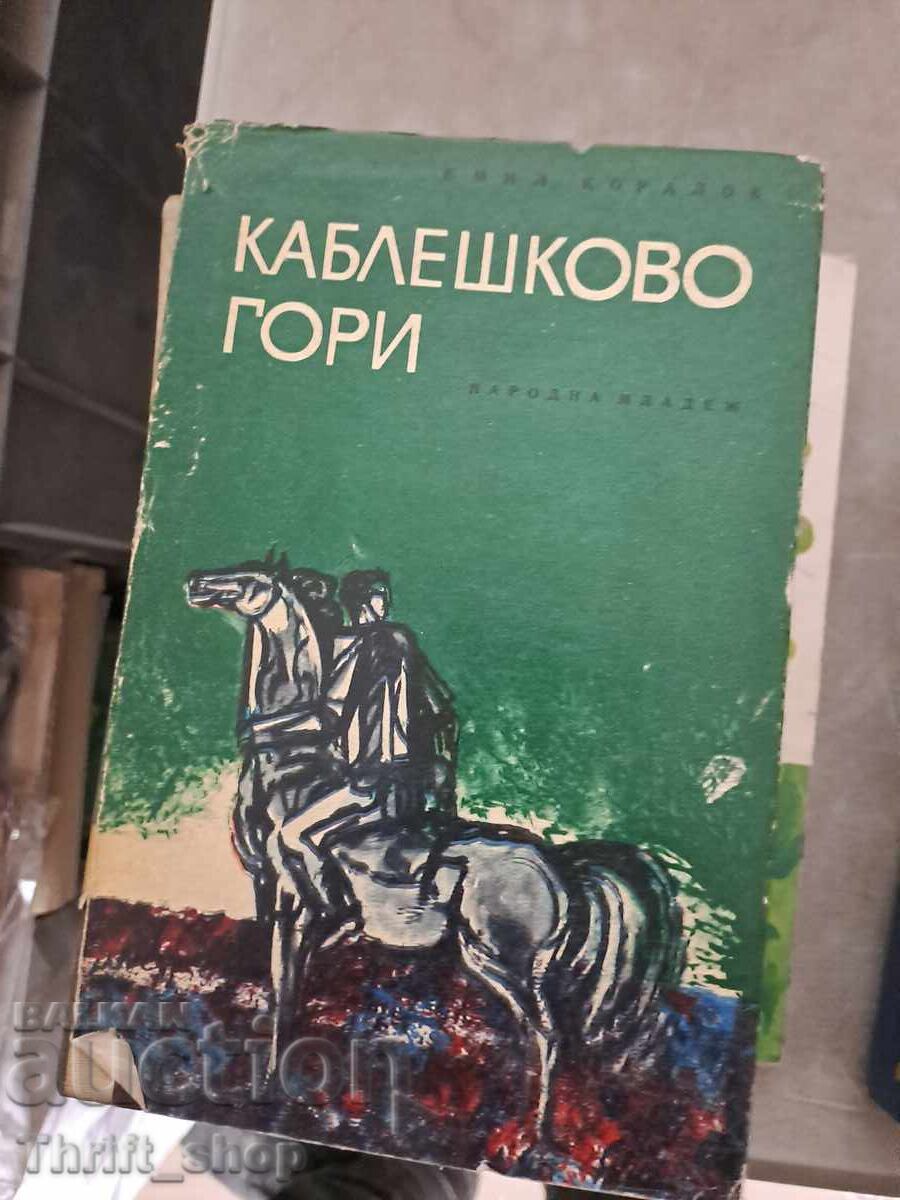 ЕМИЛ КОРАЛОВ
КАБЛЕШКОВО
ГОРИ
НАРОДНА МЛАДЕЖ
BALKAN
auction
Thrift_shop